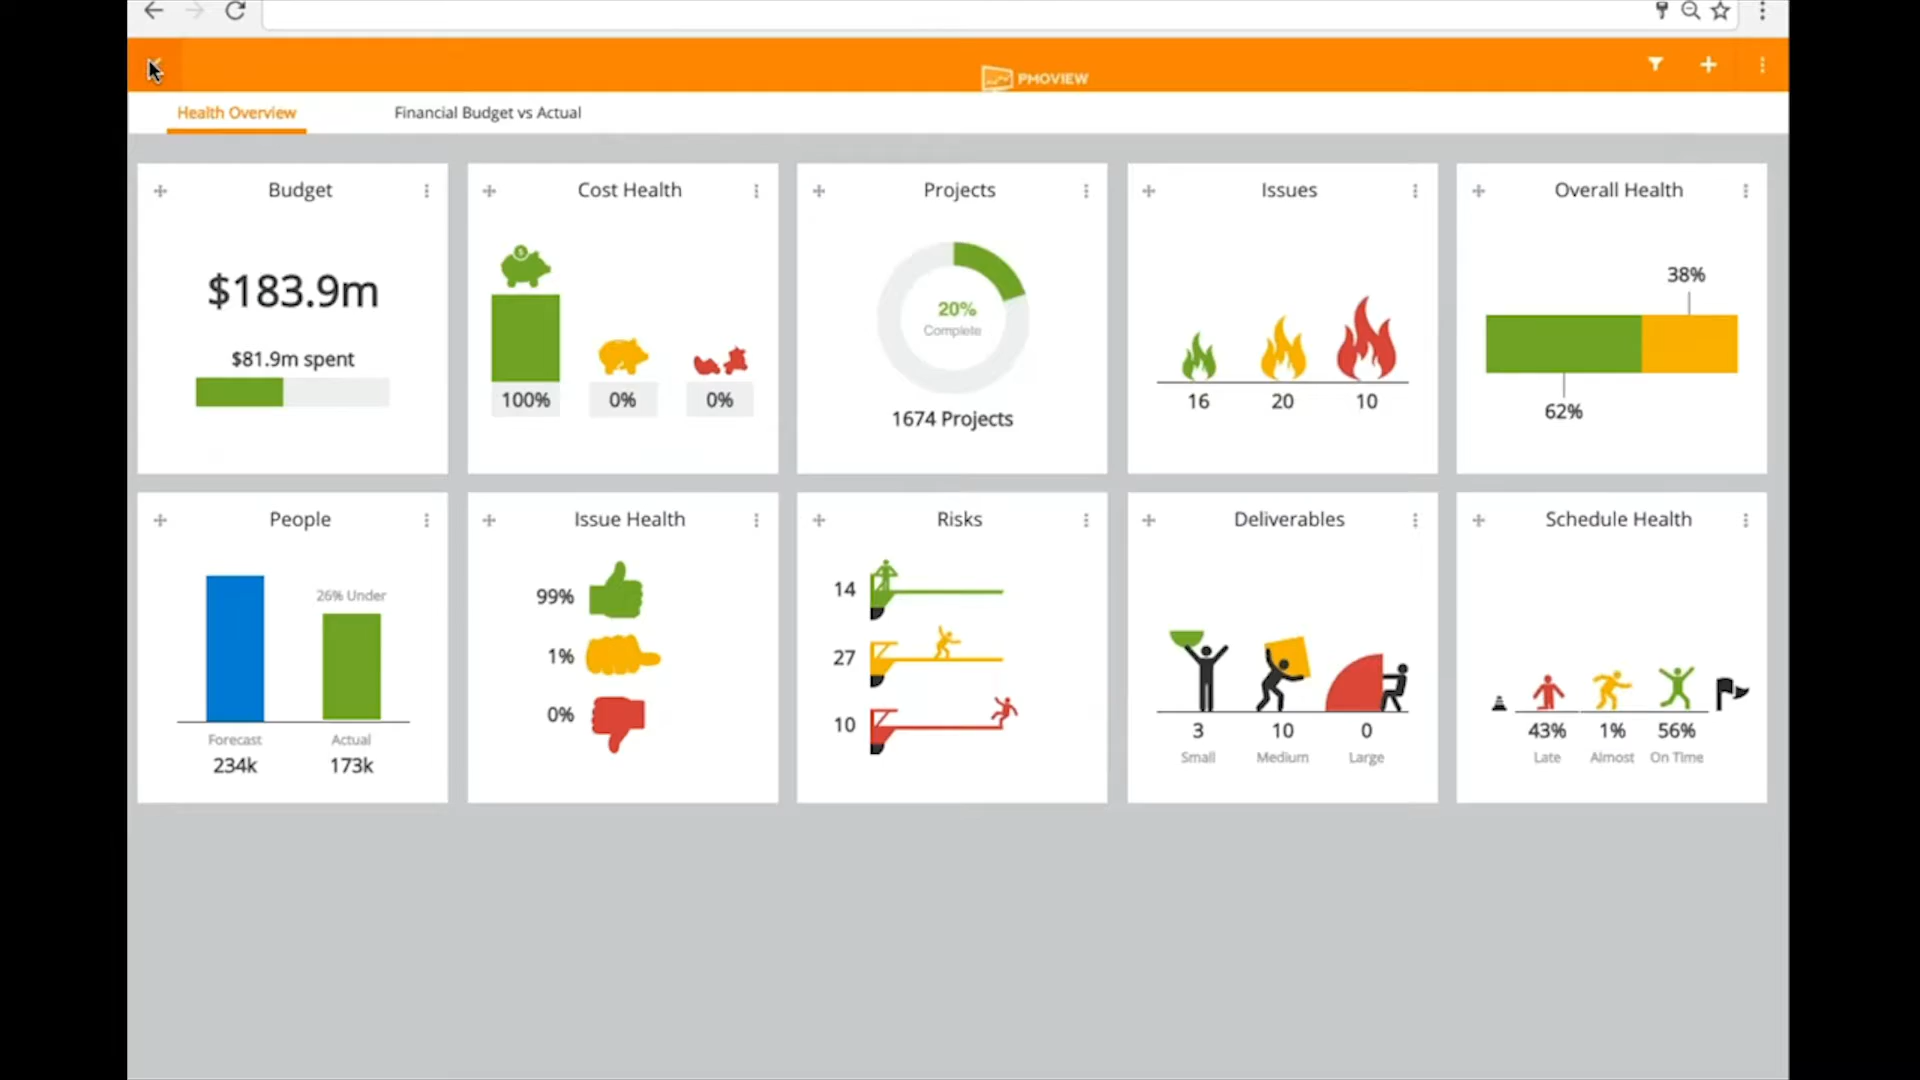 PMOVIEW
Health Overview
Financial Budget vs Actual
Budget
$183.9m
$81.9m spent
Cost Health
$
100%
0%
0%
Projects
20%
Complete
1674 Projects
Issues
16
20
10
Overall Health
38%
62%
People
26% Under
Forecast
Actual
234k
173k
Issue Health
99%
1%
0%
Risks
14
27
10
Deliverables
3
10
0
Small
Medium
Large
Schedule Health
43%
1%
56%
Late
Almost
On Time